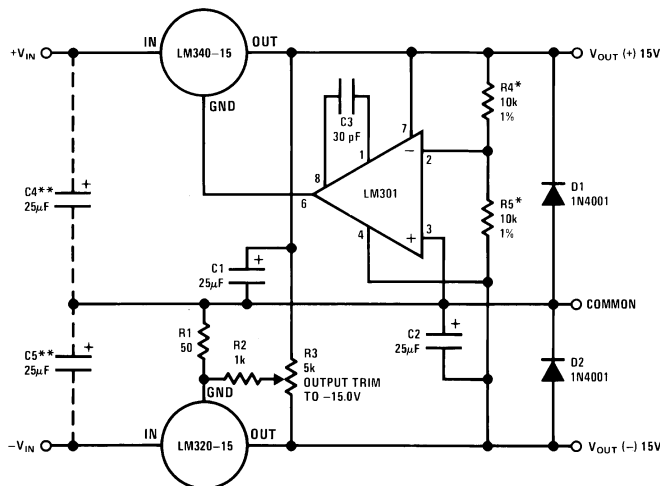 +VIN
IN
LM340-15
OUT
GND
VOUT (+) 15V
R4*
10k
1%
C3
30 pF
7
1
8
6
2
LM301
4
3
R5*
10k
1%
D1
1N4001
C4**
25µF
+
C1
25µF
+
COMMON
R1
50
R2
1k
R3
5k
OUTPUT TRIM
TO -15.0V
C2
25µF
+
D2
1N4001
C5**
25µF
+
GND
-VIN
IN
LM320-15
OUT
VOUT (-) 15V